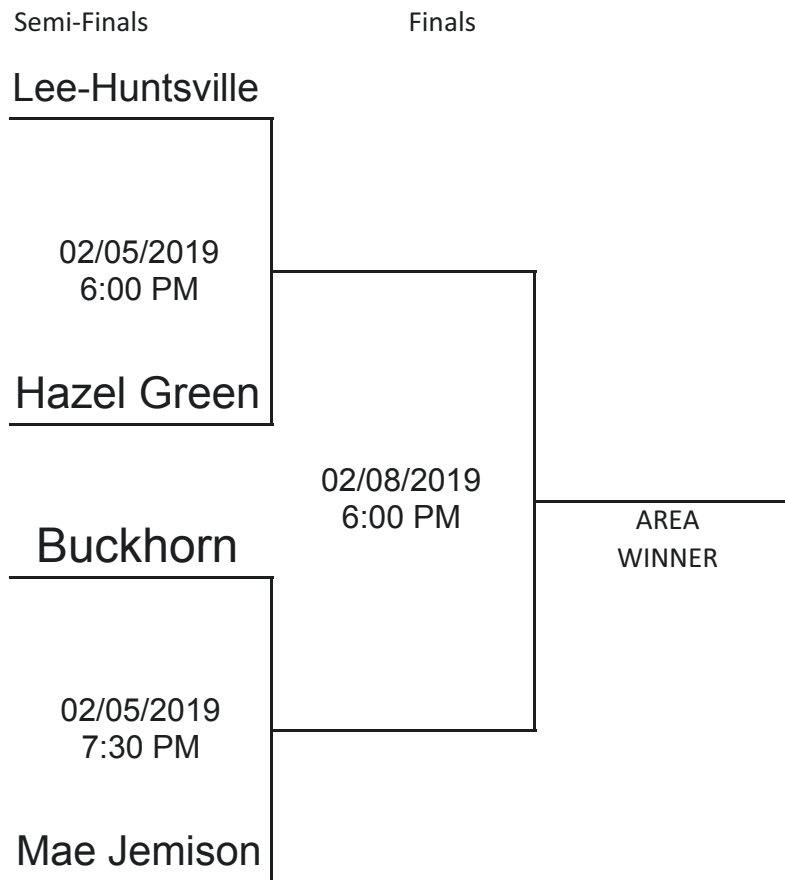 Semi-Finals
Finals
Lee-Huntsville
02/05/2019
6:00 PM
Hazel Green
02/08/2019
6:00 PM
AREA
WINNER
Buckhorn
02/05/2019
7:30 PM
Mae Jemison